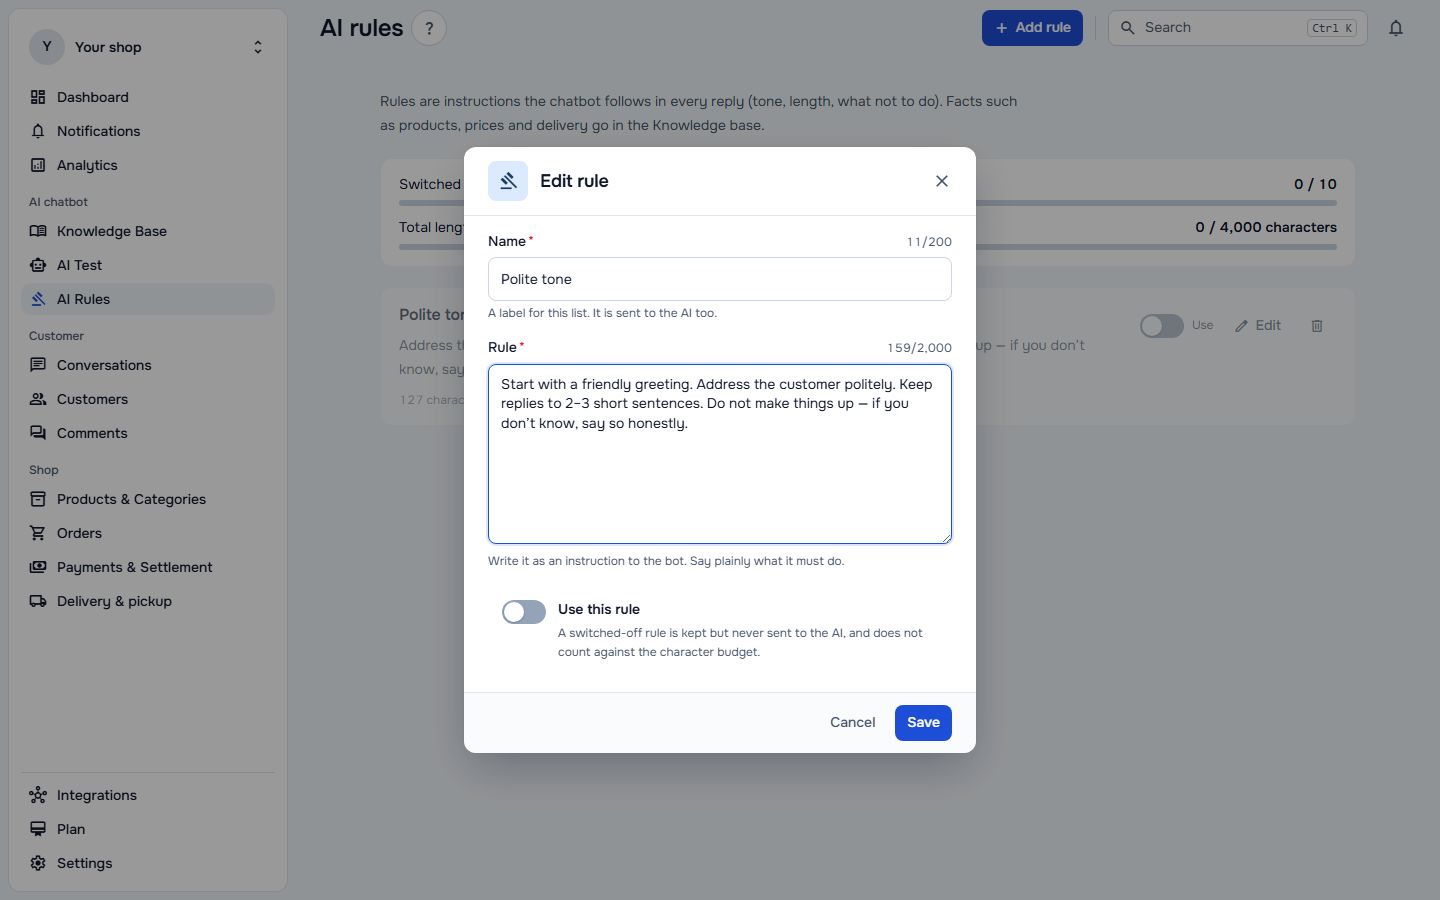 Y
Your shop
Dashboard
Notifications
Analytics
AI chatbot
Knowledge Base
AI Test
AI Rules
Customer
Conversations
Customers
Comments
Shop
Products & Categories
Orders
Payments & Settlement
Delivery & pickup
Integrations
Plan
Settings
AI rules
?
Add rule
Search
Ctrl K
Rules are instructions the chatbot follows in every reply (tone, length, what not to do). Facts such
as products, prices and delivery go in the Knowledge base.
Switched
0 / 10
Total
0 / 4,000 characters
Polite
Address
up — if you don't
know, say
127
Use
Edit
Edit rule
Name *
11/200
Polite tone
A label for this list. It is sent to the AI too.
Rule *
159/2,000
Start with a friendly greeting. Address the customer politely. Keep
replies to 2–3 short sentences. Do not make things up — if you
don’t know, say so honestly.
Write it as an instruction to the bot. Say plainly what it must do.
Use this rule
A switched-off rule is kept but never sent to the AI, and does not
count against the character budget.
Cancel
Save